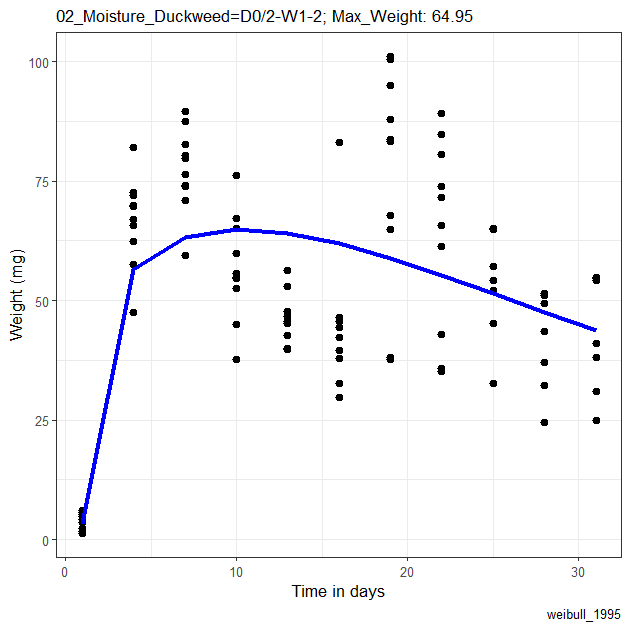 02_Moisture_Duckweed=D0/2-W1-2; Max_Weight: 64.95
100
75
50
25
0
Weight (mg)
0 10 20 30
Time in days
weibull_1995